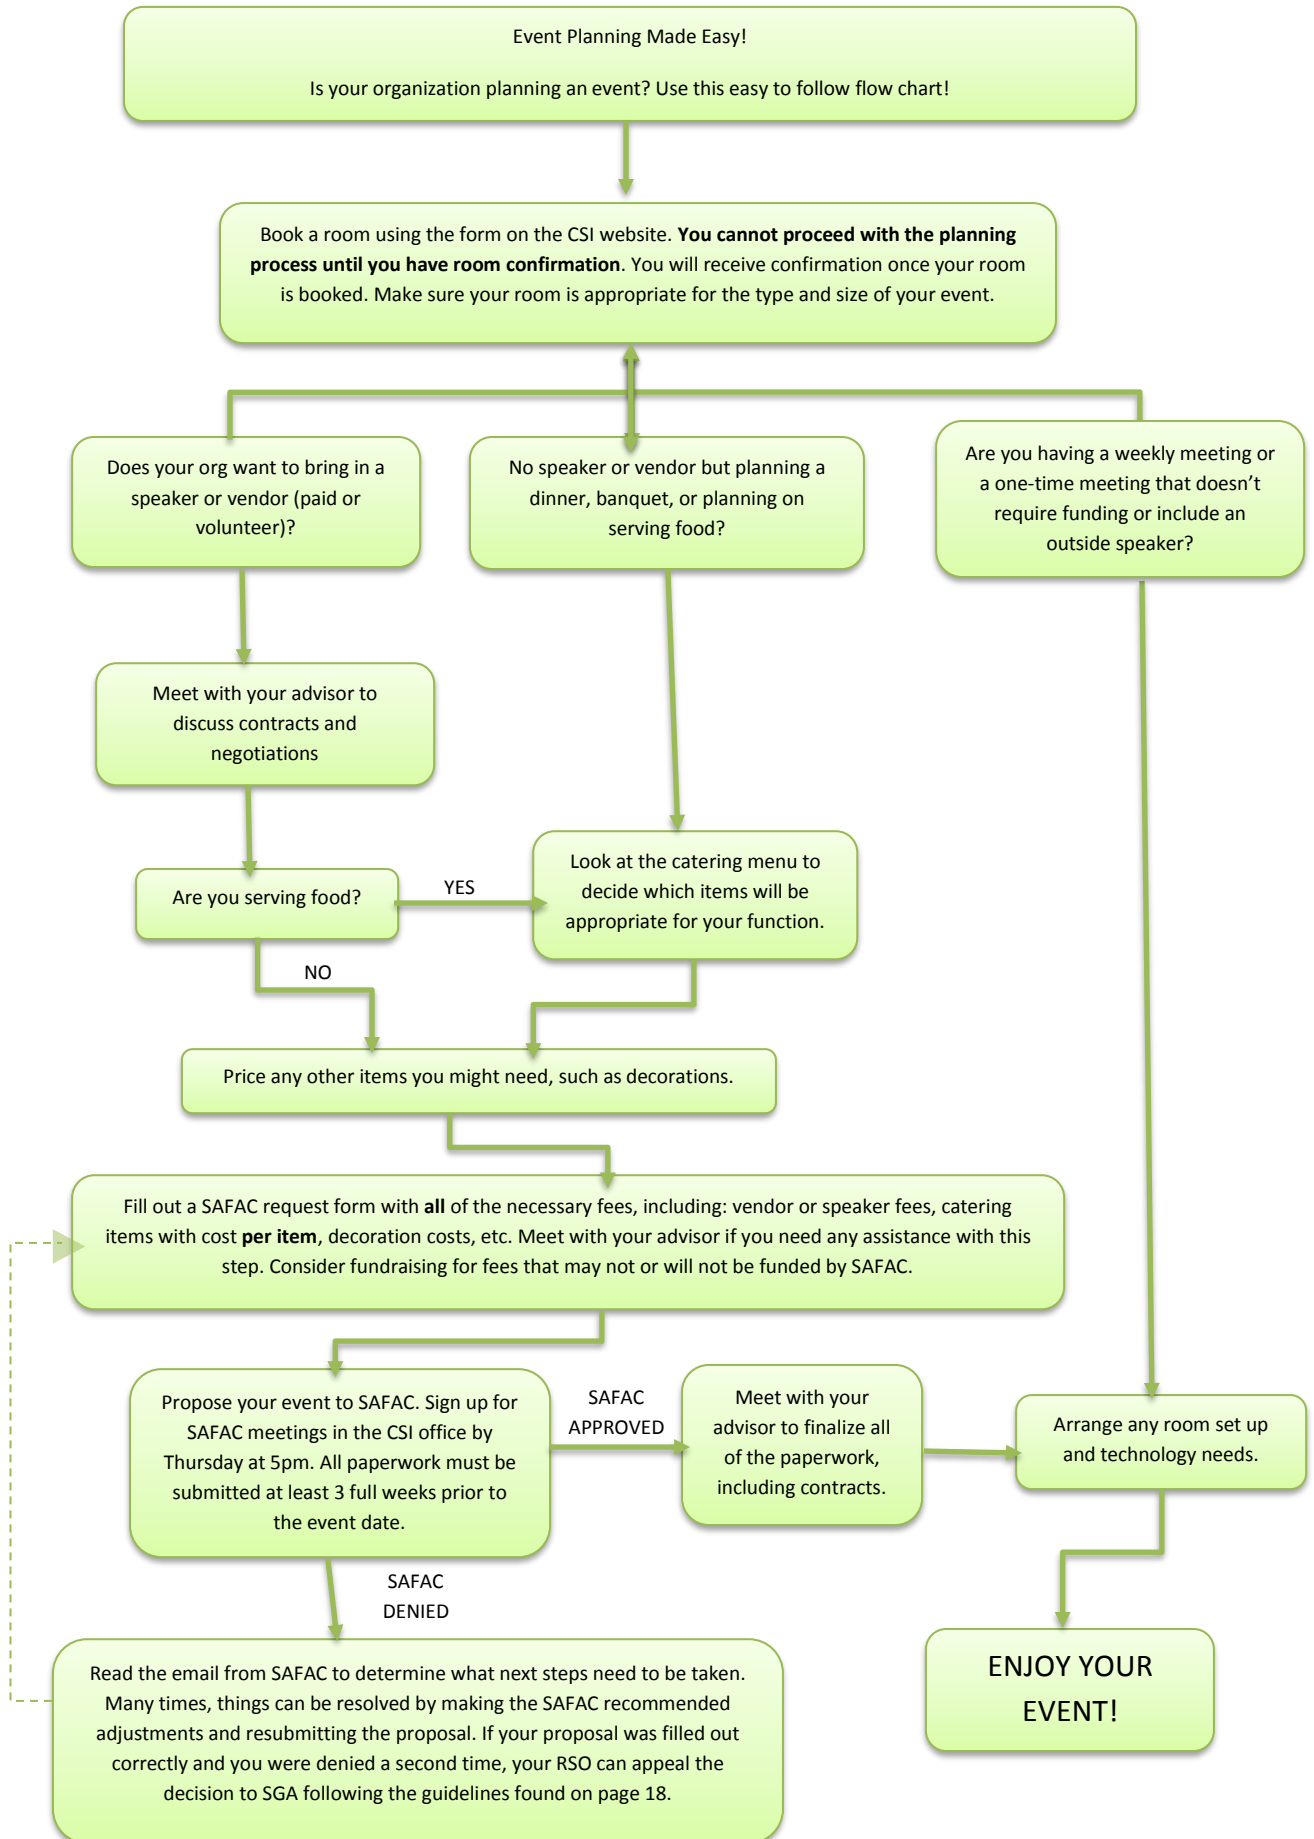 Event Planning Made Easy!
Is your organization planning an event? Use this easy to follow flow chart!
Book a room using the form on the CSI website. You cannot proceed with the planning
process until you have room confirmation. You will receive confirmation once your room
is booked. Make sure your room is appropriate for the type and size of your event.
Does your org want to bring in a
speaker or vendor (paid or
volunteer)?
No speaker or vendor but planning a
dinner, banquet, or planning on
serving food?
Are you having a weekly meeting or
a one-time meeting that doesn’t
require funding or include an
outside speaker?
Meet with your advisor to
discuss contracts and
negotiations
Are you serving food?
YES
Look at the catering menu to
decide which items will be
appropriate for your function.
NO
Price any other items you might need, such as decorations.
Fill out a SAFAC request form with all of the necessary fees, including: vendor or speaker fees, catering
items with cost per item, decoration costs, etc. Meet with your advisor if you need any assistance with this
step. Consider fundraising for fees that may not or will not be funded by SAFAC.
Propose your event to SAFAC. Sign up for
SAFAC meetings in the CSI office by
Thursday at 5pm. All paperwork must be
submitted at least 3 full weeks prior to
the event date.
SAFAC
APPROVED
Meet with your
advisor to finalize all
of the paperwork,
including contracts.
Arrange any room set up
and technology needs.
SAFAC
DENIED
Read the email from SAFAC to determine what next steps need to be taken.
Many times, things can be resolved by making the SAFAC recommended
adjustments and resubmitting the proposal. If your proposal was filled out
correctly and you were denied a second time, your RSO can appeal the
decision to SGA following the guidelines found on page 18.
ENJOY YOUR
EVENT!